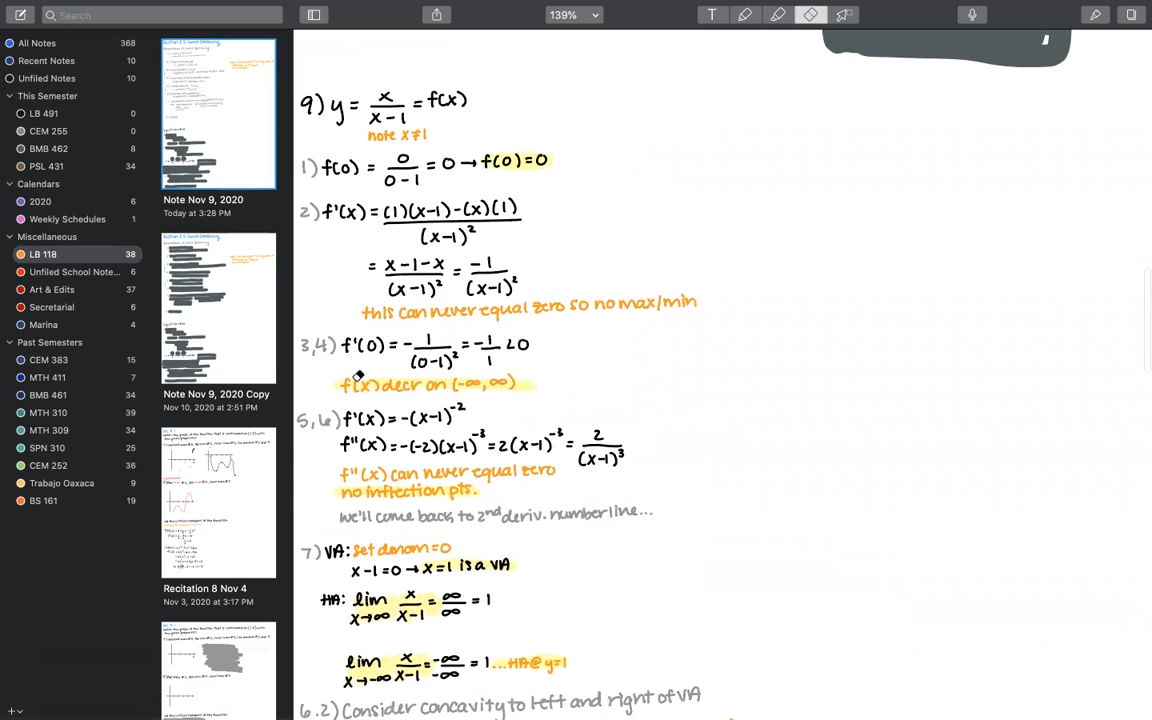 Search
139%
T
All Notes 368
Recent Notes 10
Unfiled Notes 10
This Semester
LB 491 0
CEM 255 0
BMB 462 8
PSL 431 34
Calendars
2020 6
Weekly Schedules 1
Miscellaneous
LB 118 38
Unfiled School Note... 6
Art & Edits 37
Secretarial 6
Marina 4
Past Semesters
CEM 383 15
MTH 411 7
BMB 461 34
MTH 310 39
MTH 309 34
SPN 310 25
CEM 252 36
Trabajo Oaxaca 9
BS 161 19
Note Nov 9, 2020
Today at 3:28 PM
Note Nov 9, 2020 Copy
Nov 10, 2020 at 2:51 PM
Recitation 8 Nov 4
Nov 3, 2020 at 3:17 PM
9) y = x/(x-1) = f(x)
note x≠1
1) f(0) = 0/(0-1) = 0 → f(0)=0
2) f'(x) = ((1)(x-1)-(x)(1))/(x-1)²
= (x-1-x)/(x-1)² = -1/(x-1)²
this can never equal zero so no max/min
3,4) f'(0) = -1/(0-1)² = -1/1 <0
f(x) decr on (-∞,∞)
5,6) f'(x) = -(x-1)⁻²
f''(x) = -(-2)(x-1)⁻³ = 2(x-1)⁻³ = 2/(x-1)³
f''(x) can never equal zero
no inflection pts.
we'll come back to 2nd deriv. number line...
7) VA: set denom=0
x-1=0 → x=1 is a VA
HA: lim x→∞ x/(x-1) = ∞/∞ = 1
lim x→-∞ x/(x-1) = -∞/-∞ = 1 ...HA@ y=1
6.2) Consider concavity to left and right of VA